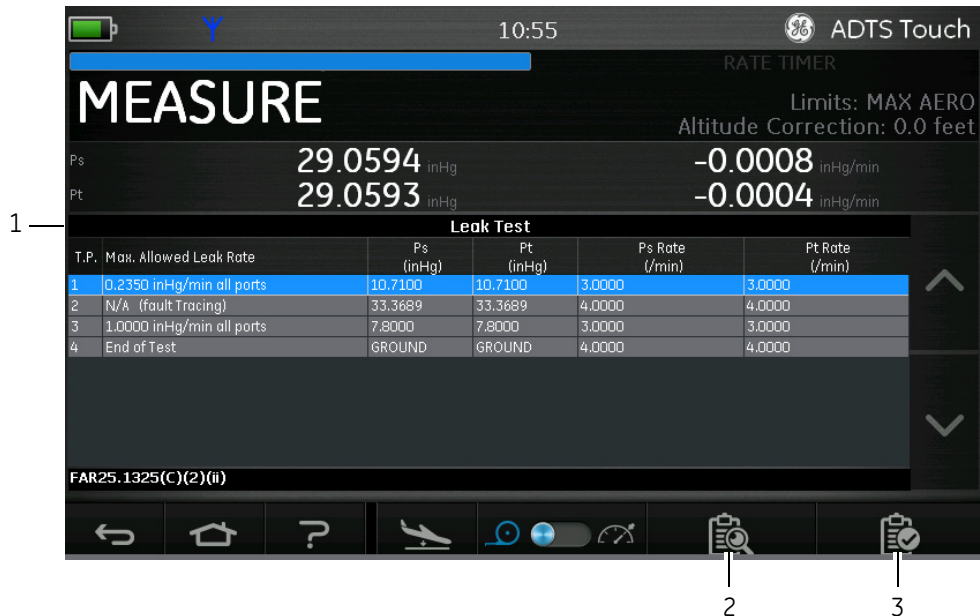 10:55
ADTS Touch
RATE TIMER
MEASURE
Limits: MAX AERO
Altitude Correction: 0.0 feet
Ps 29.0594 inHg -0.0008 inHg/min
Pt 29.0593 inHg -0.0004 inHg/min
1
Leak Test
T.P. Max. Allowed Leak Rate Ps (inHg) Pt (inHg) Ps Rate (/min) Pt Rate (/min)
1 0.2350 inHg/min all ports 10.7100 10.7100 3.0000 3.0000
2 N/A (fault Tracing) 33.3689 33.3689 4.0000 4.0000
3 1.0000 inHg/min all ports 7.8000 7.8000 3.0000 3.0000
4 End of Test GROUND GROUND 4.0000 4.0000
FAR25.1325(C)(2)(ii)
?
2 3